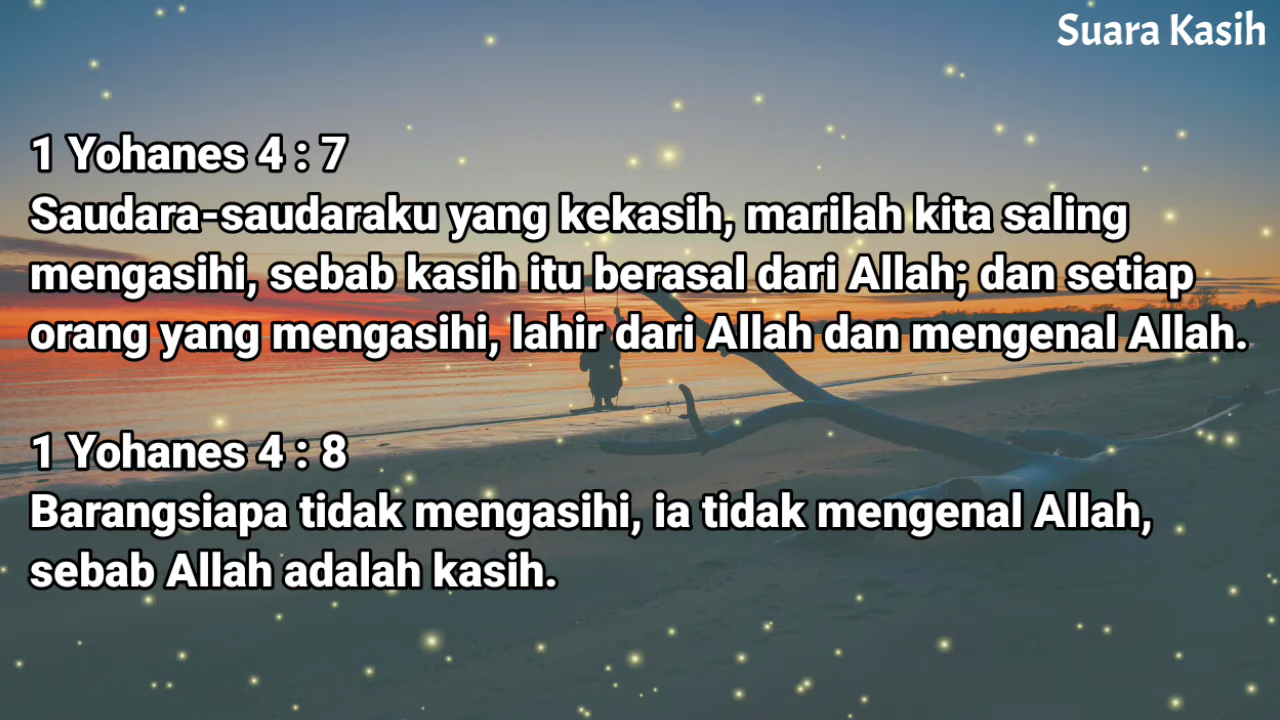 Suara Kasih
1 Yohanes 4 : 7
Saudara-saudaraku yang kekasih, marilah kita saling
mengasihi, sebab kasih itu berasal dari Allah; dan setiap
orang yang mengasihi, lahir dari Allah dan mengenal Allah.
1 Yohanes 4 : 8
Barangsiapa tidak mengasihi, ia tidak mengenal Allah,
sebab Allah adalah kasih.